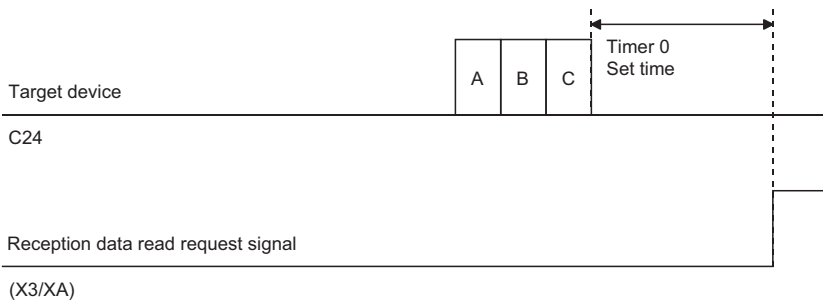 Timer 0
Set time
A B C
Target device
C24
Reception data read request signal
(X3/XA)